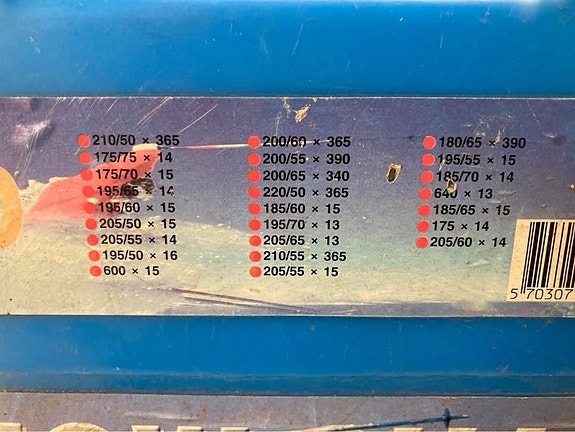 210/50 × 365
175/75 × 14
175/70 × 15
195/65 × 14
195/60 × 15
205/50 × 15
205/55 × 14
195/50 × 16
600 × 15
200/60 × 365
200/55 × 390
200/65 × 340
220/50 × 365
185/60 × 15
195/70 × 13
205/65 × 13
210/55 × 365
205/55 × 15
180/65 × 390
195/55 × 15
185/70 × 14
640 × 13
185/65 × 15
175 × 14
205/60 × 14
5 70307